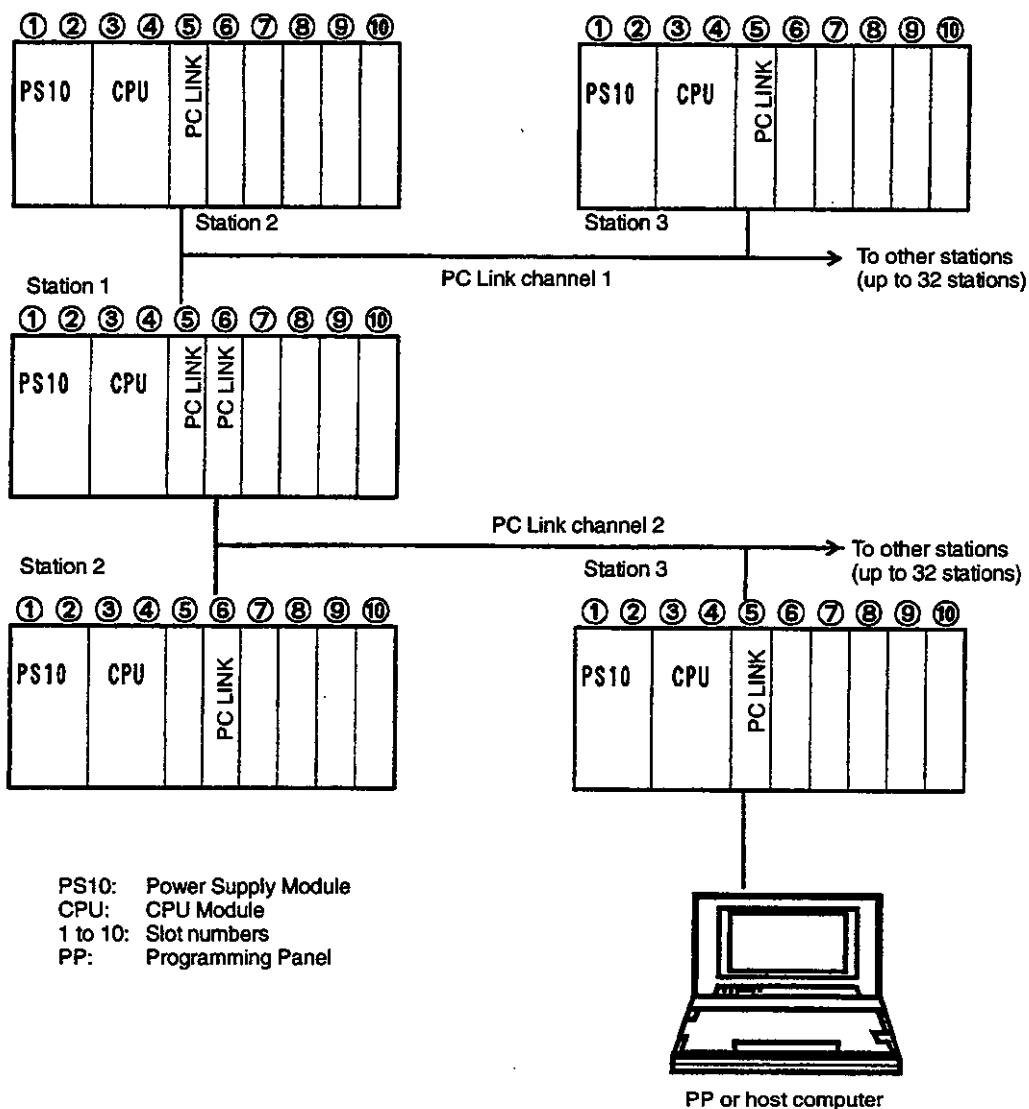 ① ② ③ ④ ⑤ ⑥ ⑦ ⑧ ⑨ ⑩
PS10 CPU PC LINK
Station 2
① ② ③ ④ ⑤ ⑥ ⑦ ⑧ ⑨ ⑩
PS10 CPU PC LINK
Station 3
PC Link channel 1
To other stations
(up to 32 stations)
Station 1
① ② ③ ④ ⑤ ⑥ ⑦ ⑧ ⑨ ⑩
PS10 CPU PC LINK PC LINK
PC Link channel 2
To other stations
(up to 32 stations)
Station 2
① ② ③ ④ ⑤ ⑥ ⑦ ⑧ ⑨ ⑩
PS10 CPU PC LINK
Station 3
① ② ③ ④ ⑤ ⑥ ⑦ ⑧ ⑨ ⑩
PS10 CPU PC LINK
PS10: Power Supply Module
CPU: CPU Module
1 to 10: Slot numbers
PP: Programming Panel
PP or host computer